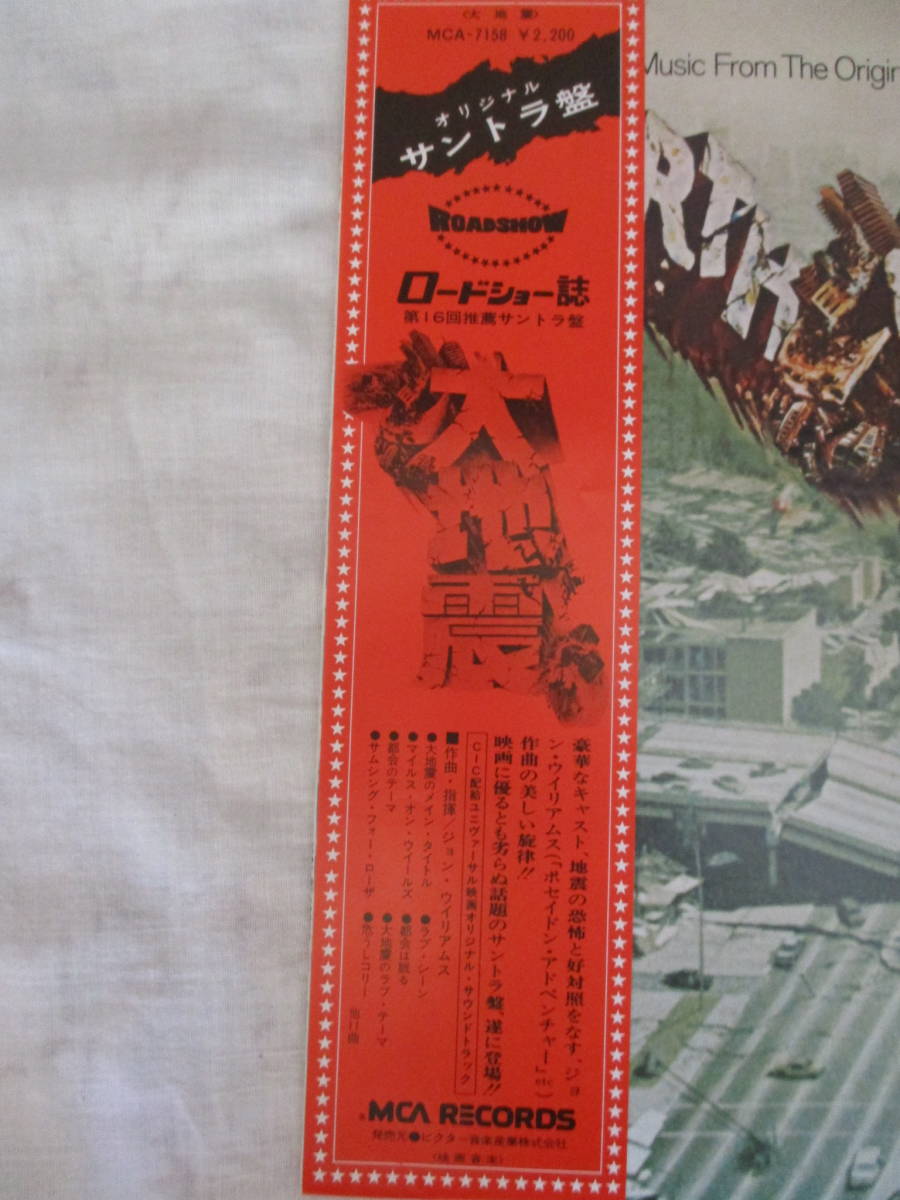 〈大地震〉
MCA-7158 ¥2,200
オリジナル
サントラ盤
ROADSHOW
ロードショー誌
第16回推薦サントラ盤
大地震
豪華なキャスト、地震の恐怖と好対照をなす、ジョ
ン・ウイリアムス(「ポセイドン・アドベンチャー」etc)
作曲の美しい旋律!!
映画に優るとも劣らぬ話題のサントラ盤、遂に登場!!
CIC配給ユニヴァーサル映画オリジナル・サウンドトラック
■作曲・指揮/ジョン・ウイリアムス
●大地震のメイン・タイトル
●マイルス・オン・ウイールズ
●都会のテーマ
●サムシング・フォー・ローザ
●ラブ・シーン
●都会は眠る
●大地震のラブ・テーマ
●危うしコリー
MCA RECORDS
発売元●ビクター音楽産業株式会社
〈映画音楽〉
Music From The Origin